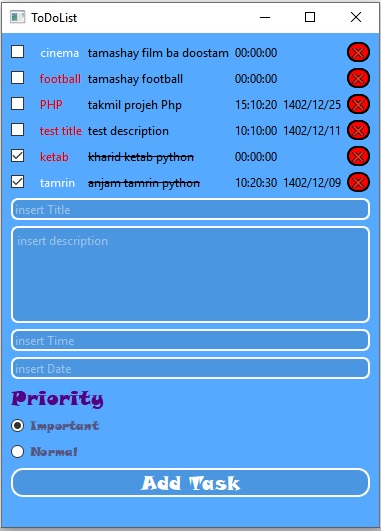 ToDoList
cinema tamashay film ba doostam 00:00:00
football tamashay football 00:00:00
PHP takmil projeh Php 15:10:20 1402/12/25
test title test description 10:10:00 1402/12/11
ketab kharid ketab python 00:00:00
tamrin anjam tamrin python 10:20:30 1402/12/09
insert Title
insert description
insert Time
insert Date
Priority
Important
Normal
Add Task